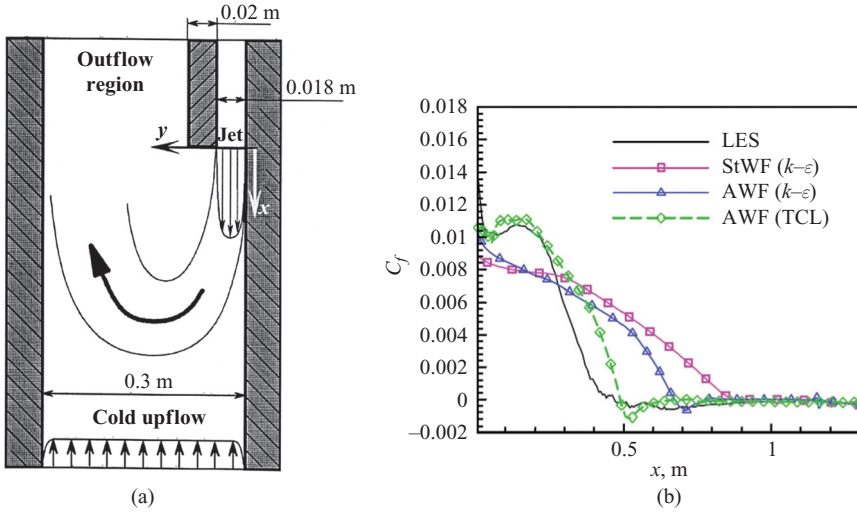 0.02 m
Outflow
region
0.018 m
y
Jet
x
0.3 m
Cold upflow
(a)
0.018
0.016
0.014
0.012
0.01
0.008
0.006
0.004
0.002
0
−0.002
C_f
LES
StWF (k–ε)
AWF (k–ε)
AWF (TCL)
0.5
1
x, m
(b)